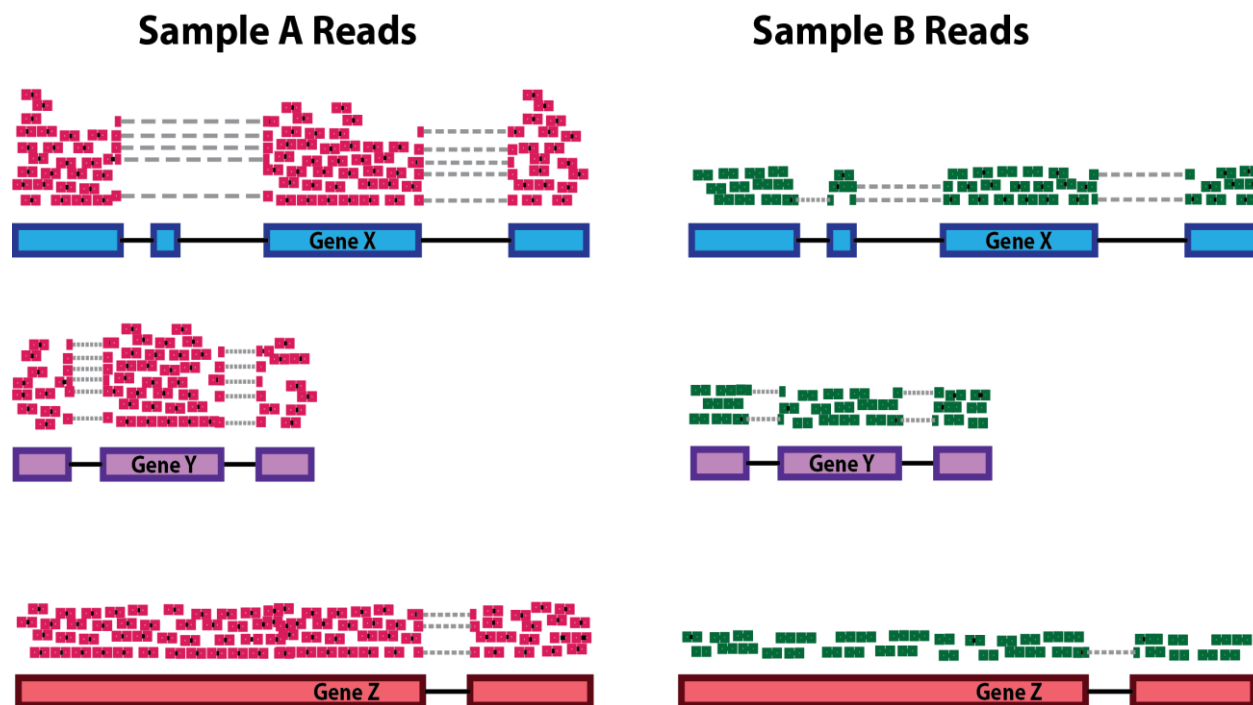 Sample A Reads
Sample B Reads
Gene X
Gene X
Gene Y
Gene Y
Gene Z
Gene Z